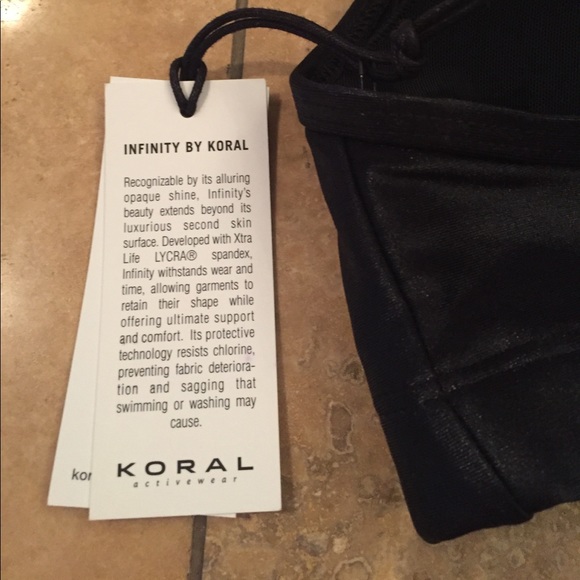 INFINITY BY KORAL
Recognizable by its alluring
opaque shine, Infinity's
beauty extends beyond its
luxurious second skin
surface. Developed with Xtra
Life LYCRA® spandex,
Infinity withstands wear and
time, allowing garments to
retain their shape while
offering ultimate support
and comfort. Its protective
technology resists chlorine,
preventing fabric deteriora-
tion and sagging that
swimming or washing may
cause.
KORAL
activewear
kor